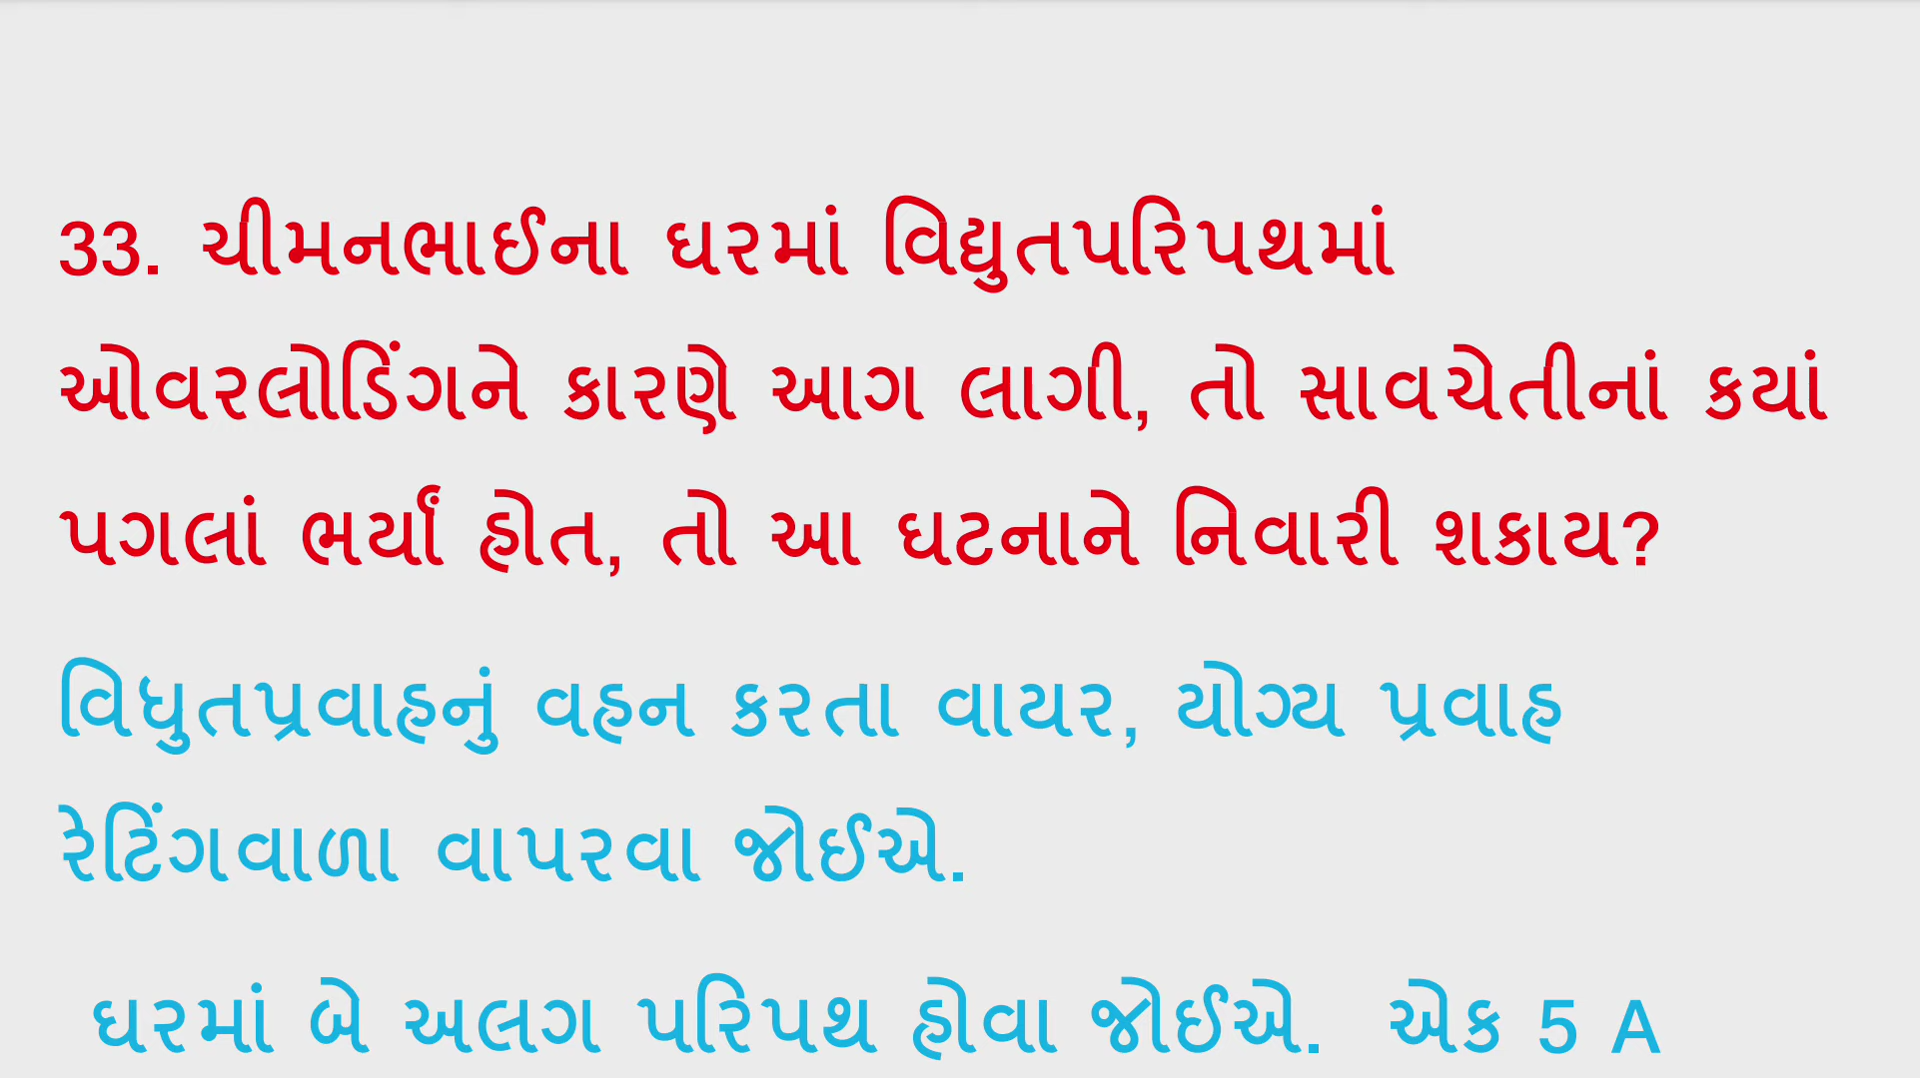 33. ચીમનભાઈના ઘરમાં વિદ્યુતપરિપથમાં
ઓવરલોડિંગને કારણે આગ લાગી, તો સાવચેતીનાં કયાં
પગલાં ભર્યાં હોત, તો આ ઘટનાને નિવારી શકાય?
વિધુતપ્રવાહનું વહન કરતા વાયર, યોગ્ય પ્રવાહ
રેટિંગવાળા વાપરવા જોઈએ.
ઘરમાં બે અલગ પરિપથ હોવા જોઈએ. એક 5 A